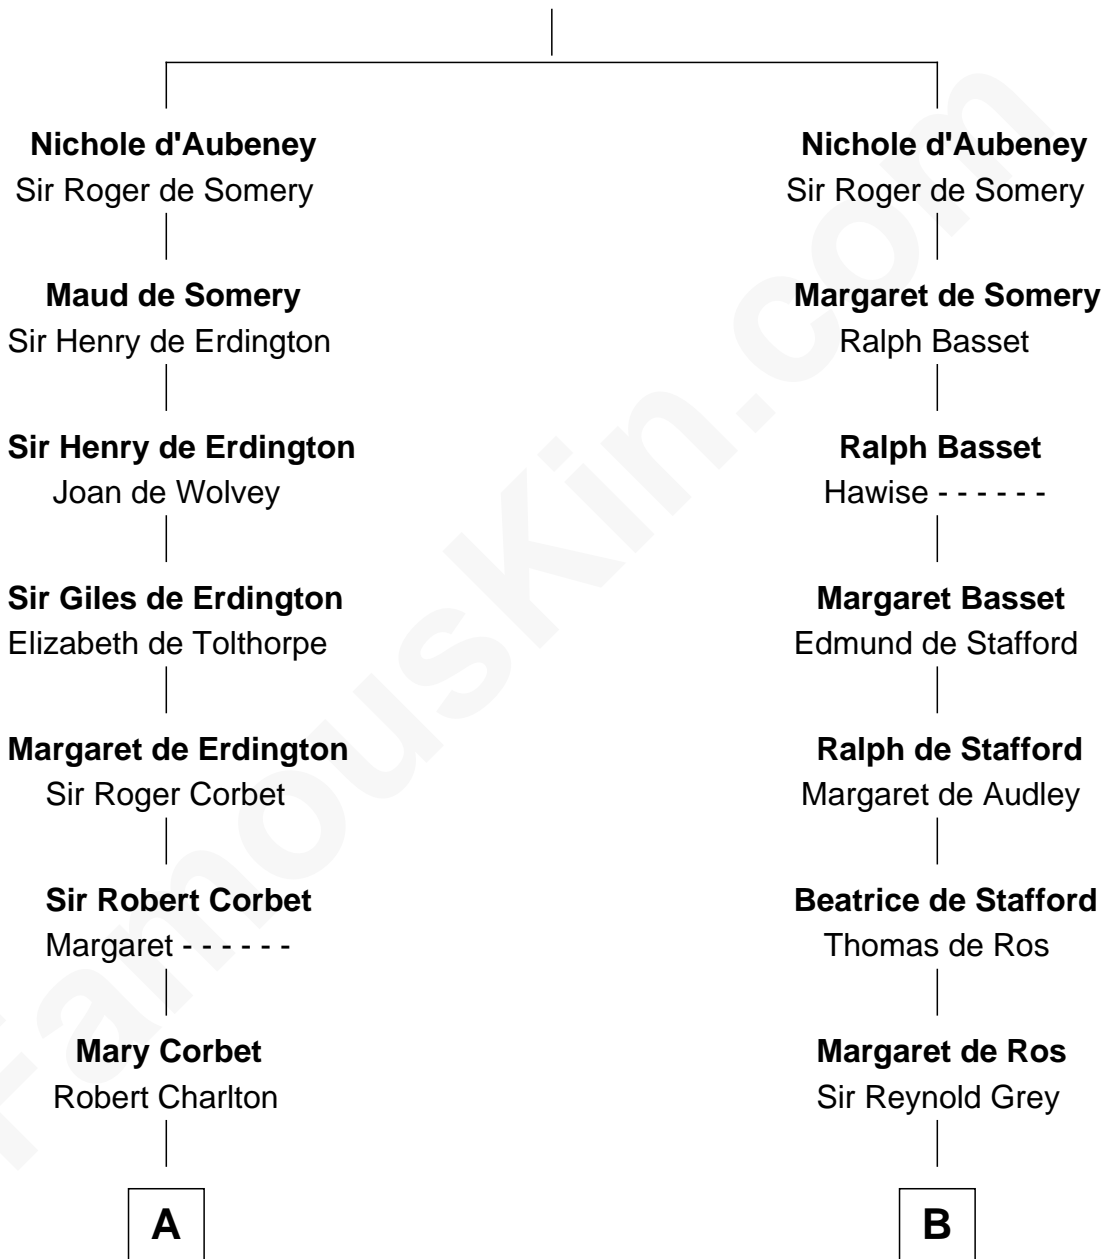 Nichole d'Aubeney
Sir Roger de Somery
Maud de Somery
Sir Henry de Erdington
Sir Henry de Erdington
Joan de Wolvey
Sir Giles de Erdington
Elizabeth de Tolthorpe
Margaret de Erdington
Sir Roger Corbet
Sir Robert Corbet
Margaret - - - - - -
Mary Corbet
Robert Charlton
A
Nichole d'Aubeney
Sir Roger de Somery
Margaret de Somery
Ralph Basset
Ralph Basset
Hawise - - - - - -
Margaret Basset
Edmund de Stafford
Ralph de Stafford
Margaret de Audley
Beatrice de Stafford
Thomas de Ros
Margaret de Ros
Sir Reynold Grey
B
FamousKin.com